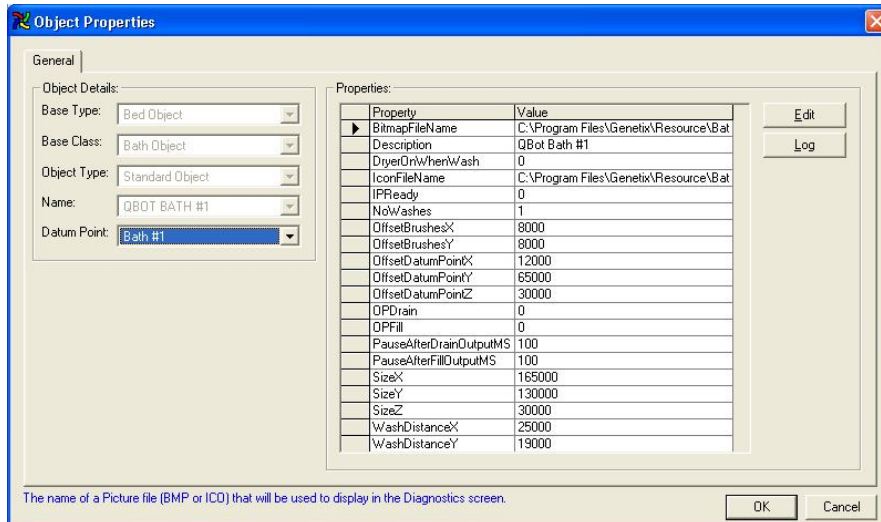 Object Properties
General
Object Details:
Base Type: Bed Object
Base Class: Bath Object
Object Type: Standard Object
Name: QBOT BATH #1
Datum Point: Bath #1
Properties:
Property Value
BitmapFileName C:\Program Files\Genetix\Resource\Bat
Description QBot Bath #1
DryerOnWhenWash 0
IconFileName C:\Program Files\Genetix\Resource\Bat
IPReady 0
NoWashes 1
OffsetBrushesX 8000
OffsetBrushesY 8000
OffsetDatumPointX 12000
OffsetDatumPointY 65000
OffsetDatumPointZ 30000
OPDrain 0
OPFill 0
PauseAfterDrainOutputMS 100
PauseAfterFillOutputMS 100
SizeX 165000
SizeY 130000
SizeZ 30000
WashDistanceX 25000
WashDistanceY 19000
Edit
Log
The name of a Picture file (BMP or ICO) that will be used to display in the Diagnostics screen.
OK Cancel